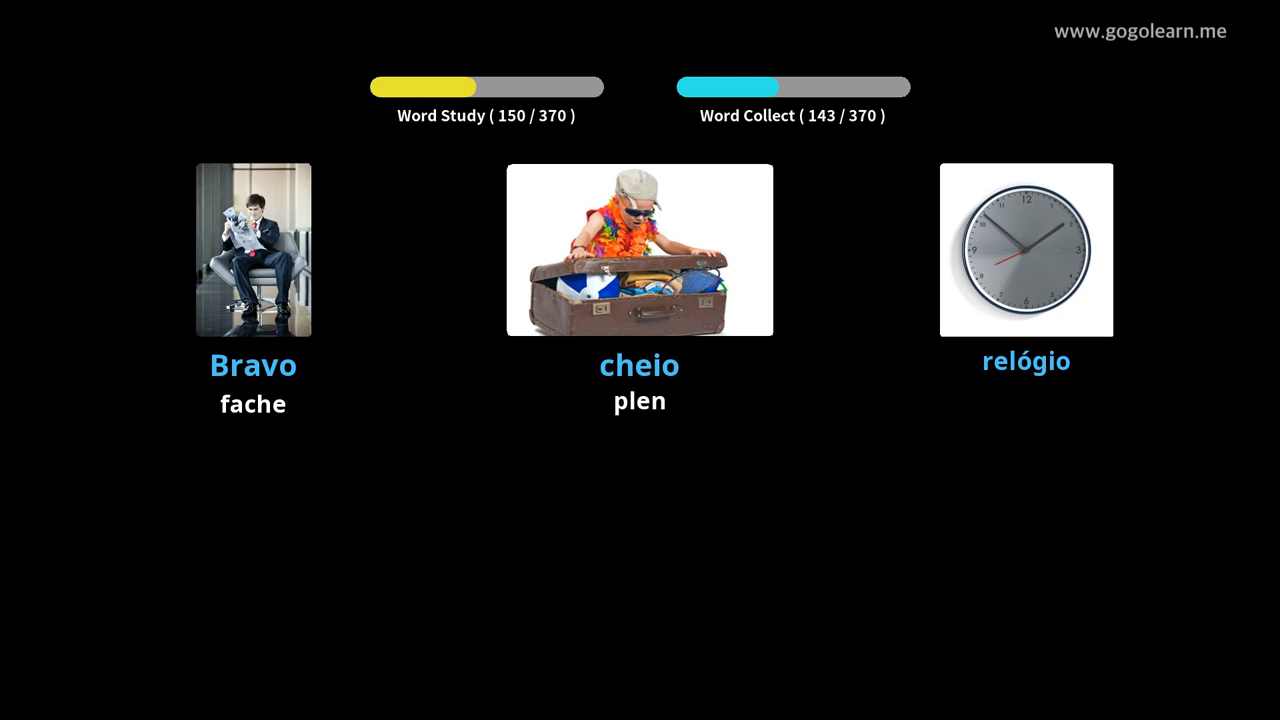 www.gogolearn.me
Word Study ( 150 / 370 )
Word Collect ( 143 / 370 )
Bravo
fache
cheio
plen
relógio